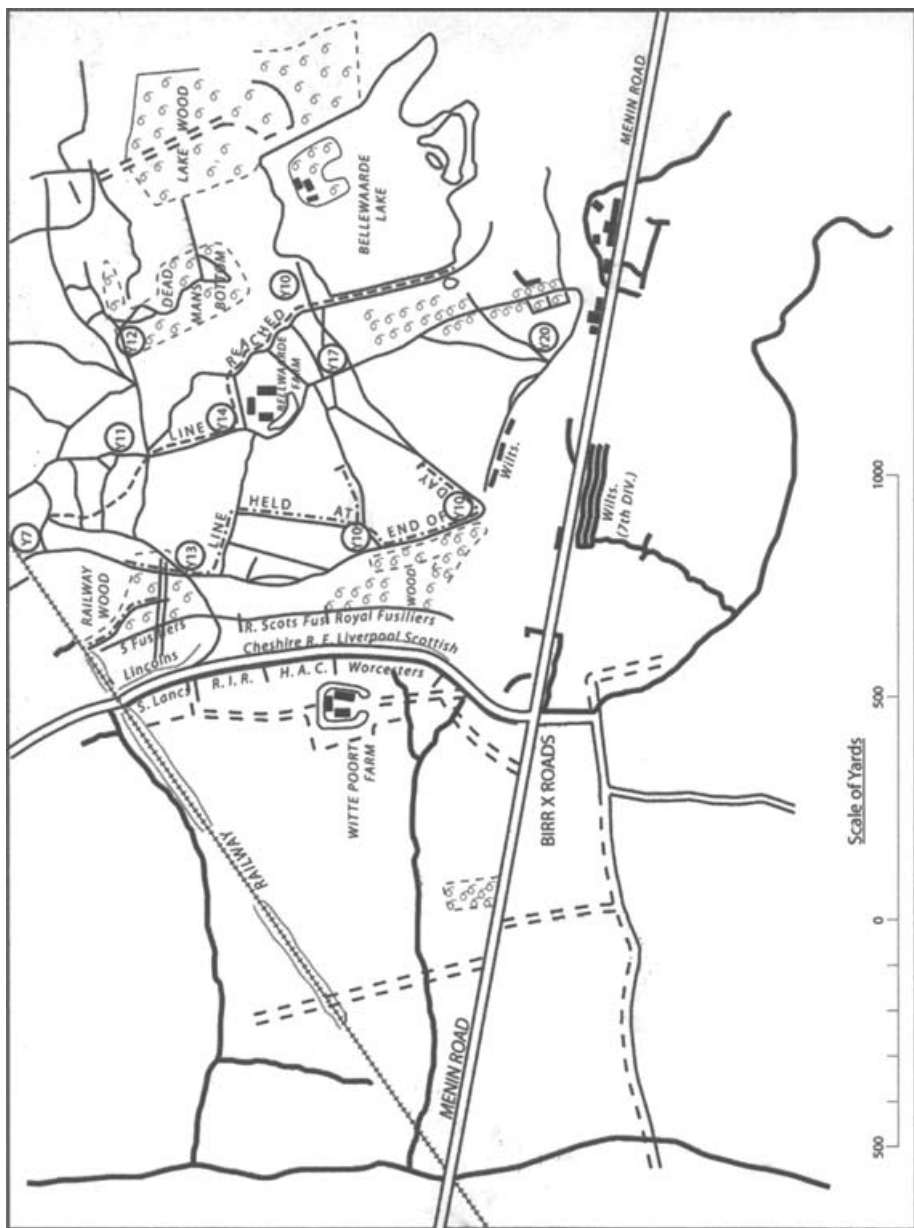 MENIN ROAD
LAKE WOOD
BELLEWAARDE LAKE
DEAD MANS BOTTOM
Y12
Y10
REACHED
BELLWAARDE FARM
Y17
Y20
Y14
LINE
Y11
Y7
Wilts.
Wilts.
(7th DIV.)
LINE HELD AT END OF DAY
Y10
Y10
Y13
RAILWAY WOOD
WOOD
S Fusiliers
R. Scots Fus Royal Fusiliers
Lincolns
Cheshire R. E. Liverpool Scottish
S. Lancs
R. I. R.
H. A. C.
Worcesters
WITTE POORT FARM
RAILWAY
BIRR X ROADS
MENIN ROAD
Scale of Yards
500
0
500
1000